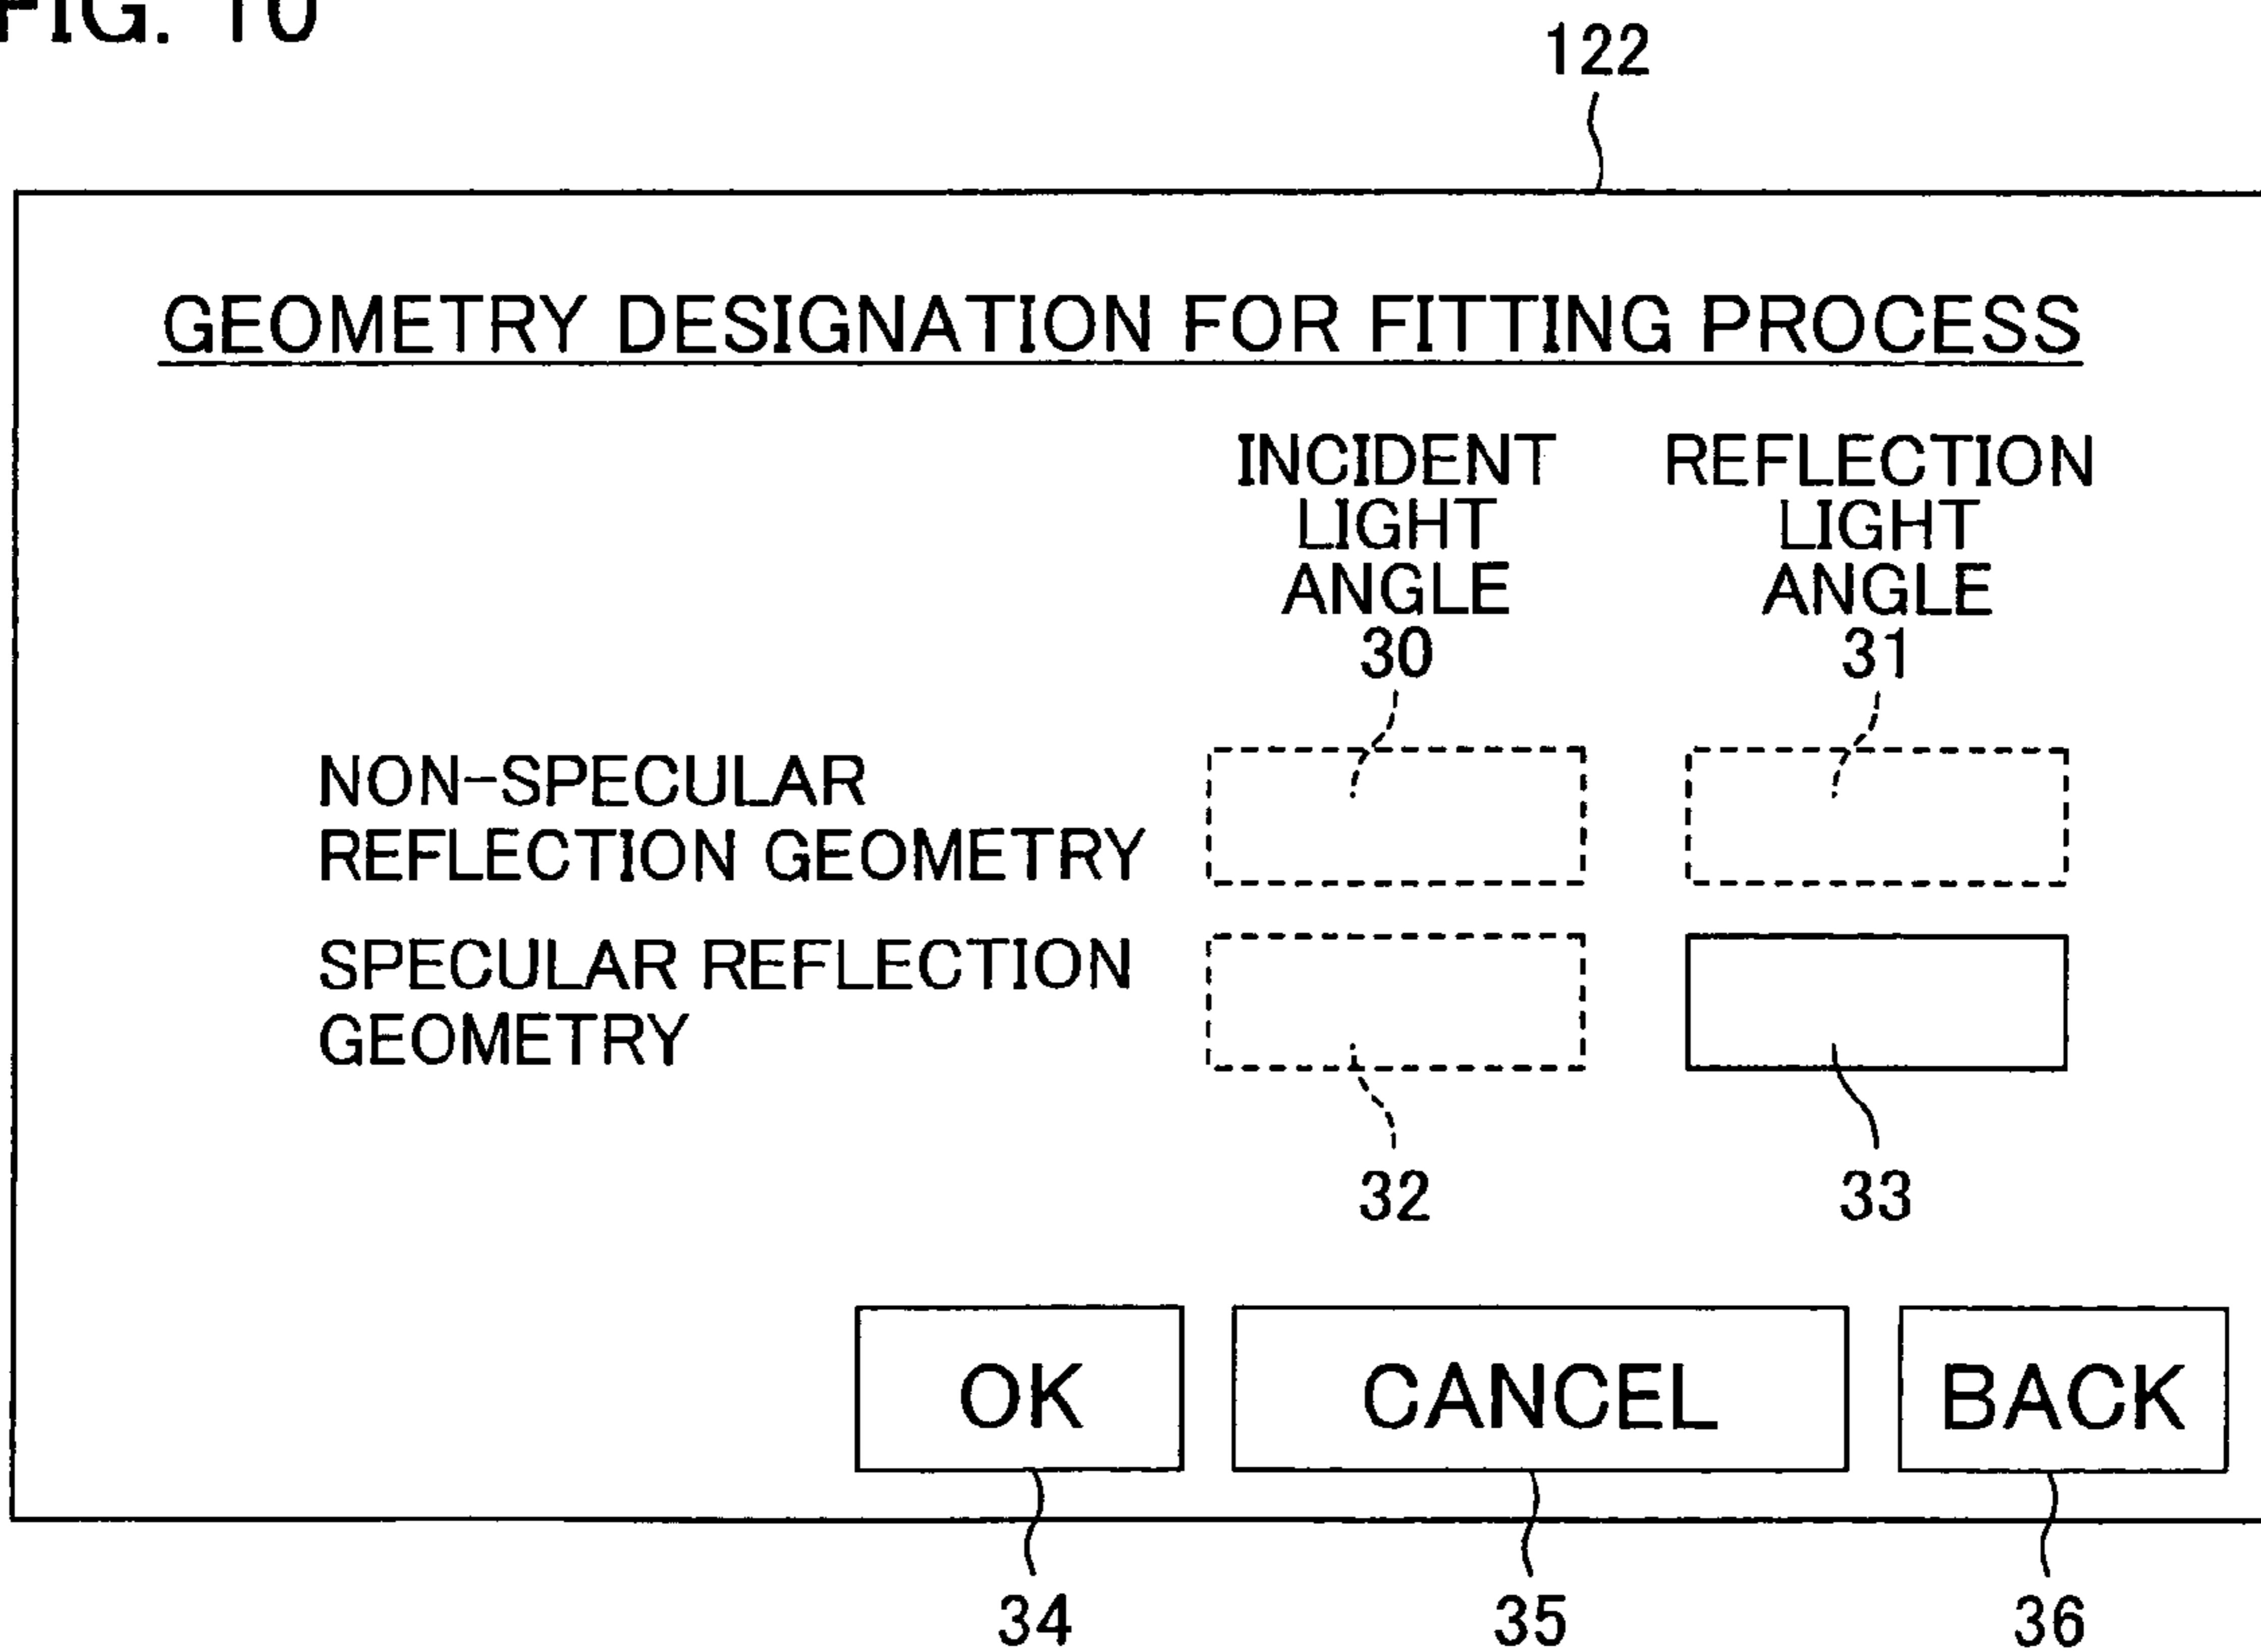 FIG. 10
122
GEOMETRY DESIGNATION FOR FITTING PROCESS
INCIDENT
LIGHT
ANGLE
30
REFLECTION
LIGHT
ANGLE
31
NON-SPECULAR
REFLECTION GEOMETRY
SPECULAR REFLECTION
GEOMETRY
32
33
OK
CANCEL
BACK
34
35
36